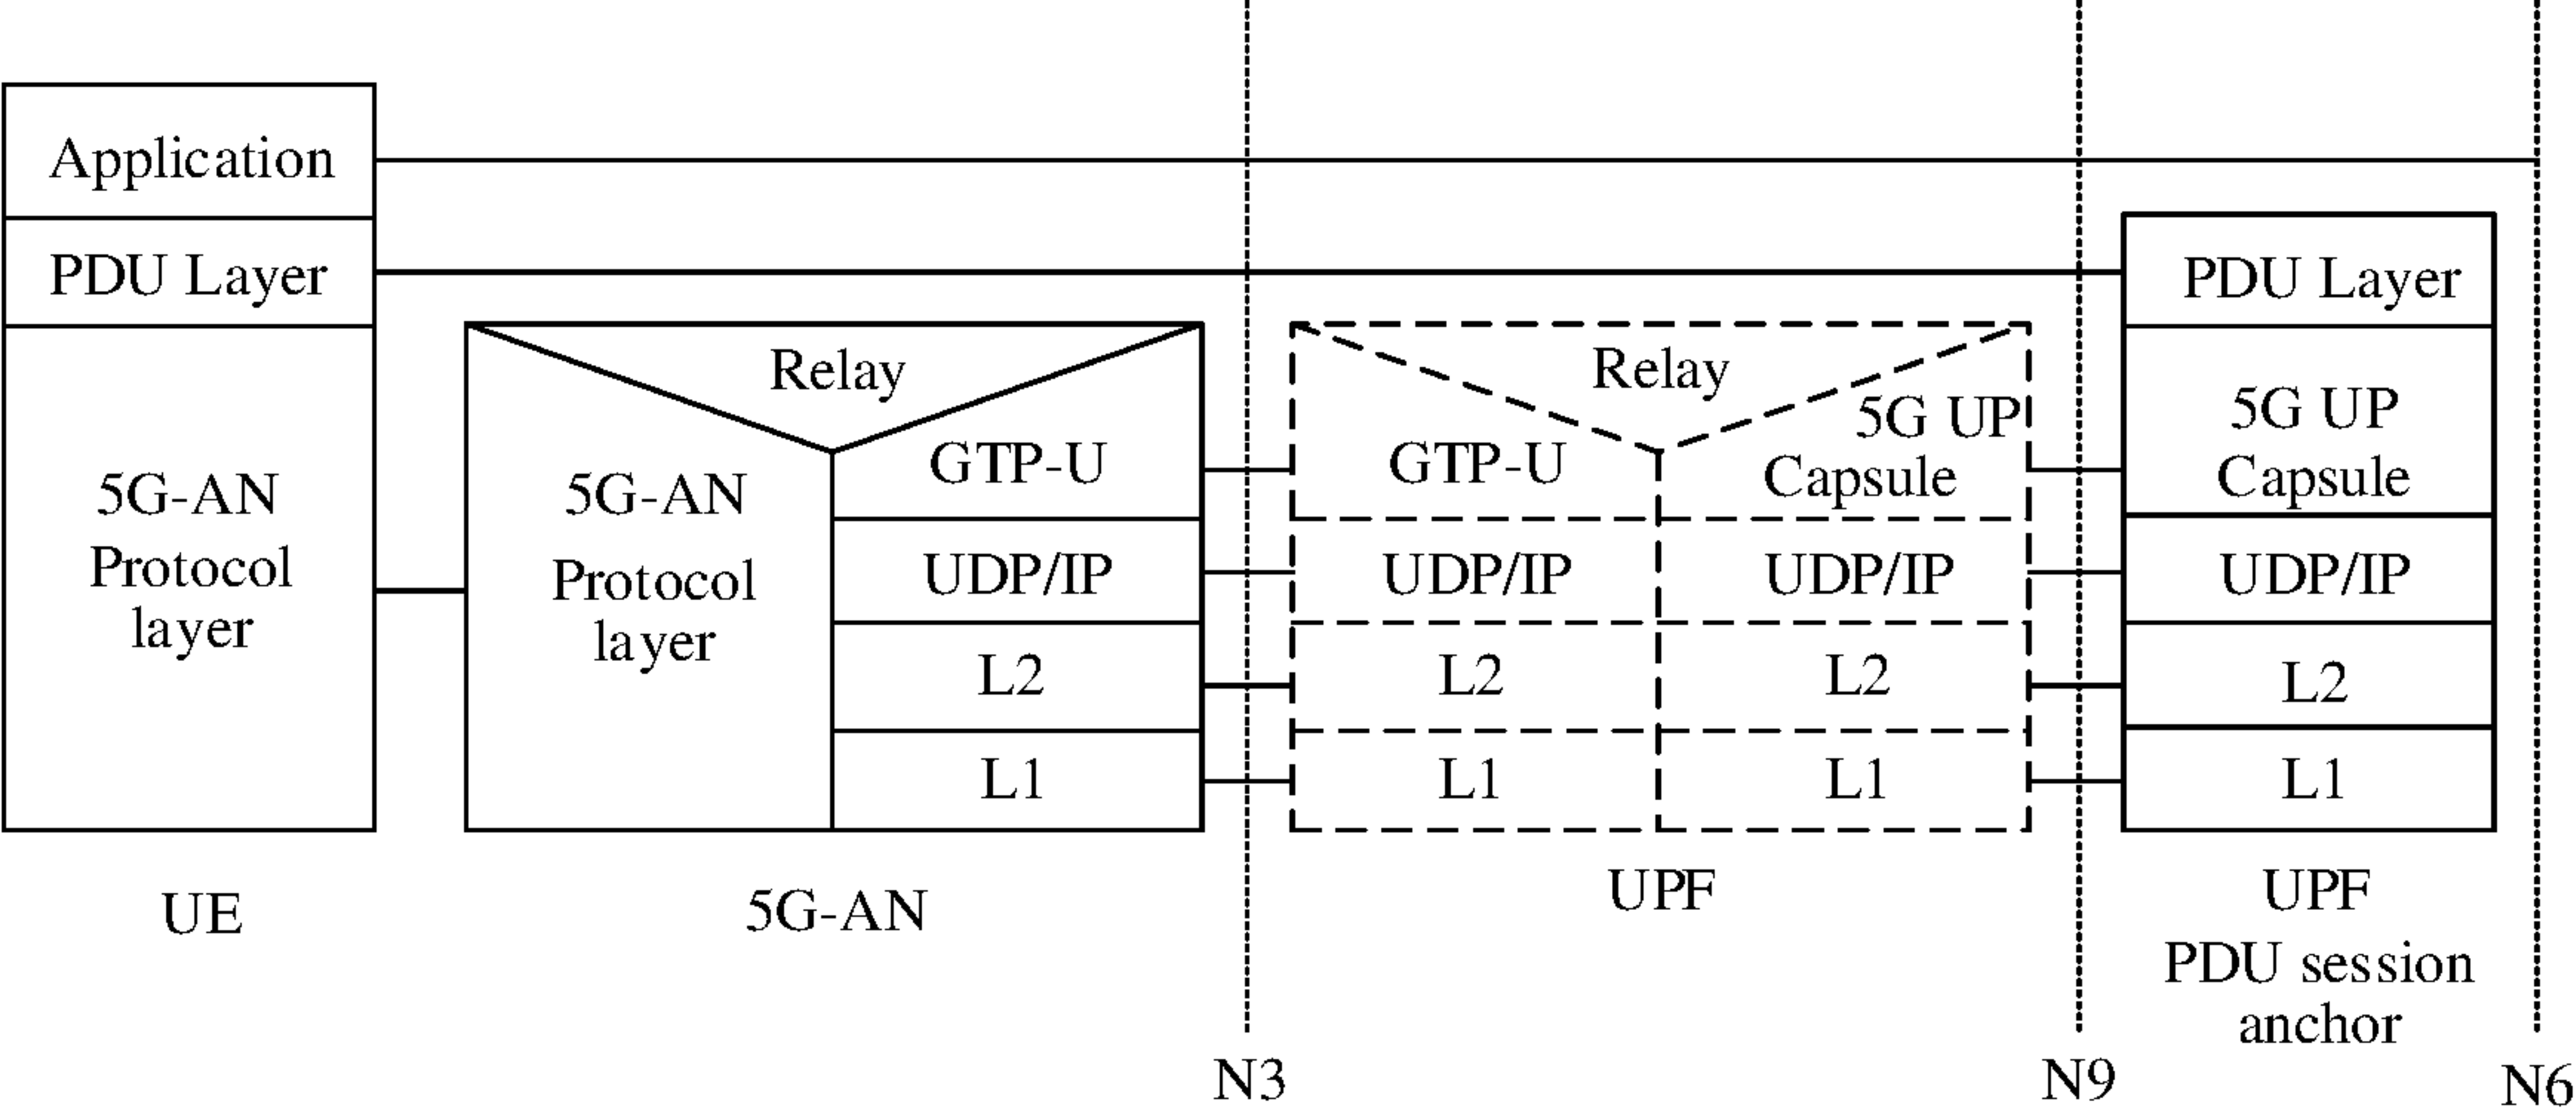 Application
PDU Layer
5G-AN
Protocol
layer
UE
Relay
5G-AN
Protocol
layer
GTP-U
UDP/IP
L2
L1
5G-AN
N3
Relay
GTP-U
UDP/IP
L2
L1
5G UP
Capsule
UDP/IP
L2
L1
UPF
N9
PDU Layer
5G UP
Capsule
UDP/IP
L2
L1
UPF
PDU session
anchor
N6